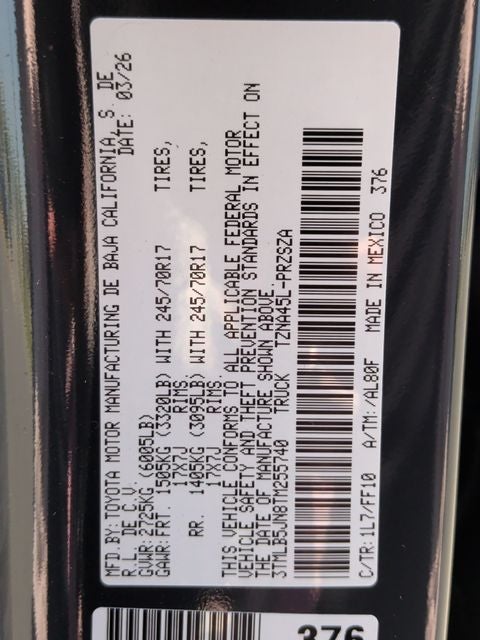 MFD.BY: TOYOTA MOTOR MANUFACTURING DE BAJA CALIFORNIA, S. DE
R.L. DE C.V. DATE: 03/26
GVWR: 2725KG (6005LB)
GAWR: FRT. 1505KG (3320LB) WITH 245/70R17 TIRES,
17X7J RIMS
RR. 1405KG (3095LB) WITH 245/70R17 TIRES,
17X7J RIMS.
THIS VEHICLE CONFORMS TO ALL APPLICABLE FEDERAL MOTOR
VEHICLE SAFETY AND THEFT PREVENTION STANDARDS IN EFFECT ON
THE DATE OF MANUFACTURE SHOWN ABOVE.
3TMLB5JN8TM255740 TRUCK TZNA45L-PRZSZA
C/TR: 1L7/FF10 A/TM: /AL80F MADE IN MEXICO 376
376